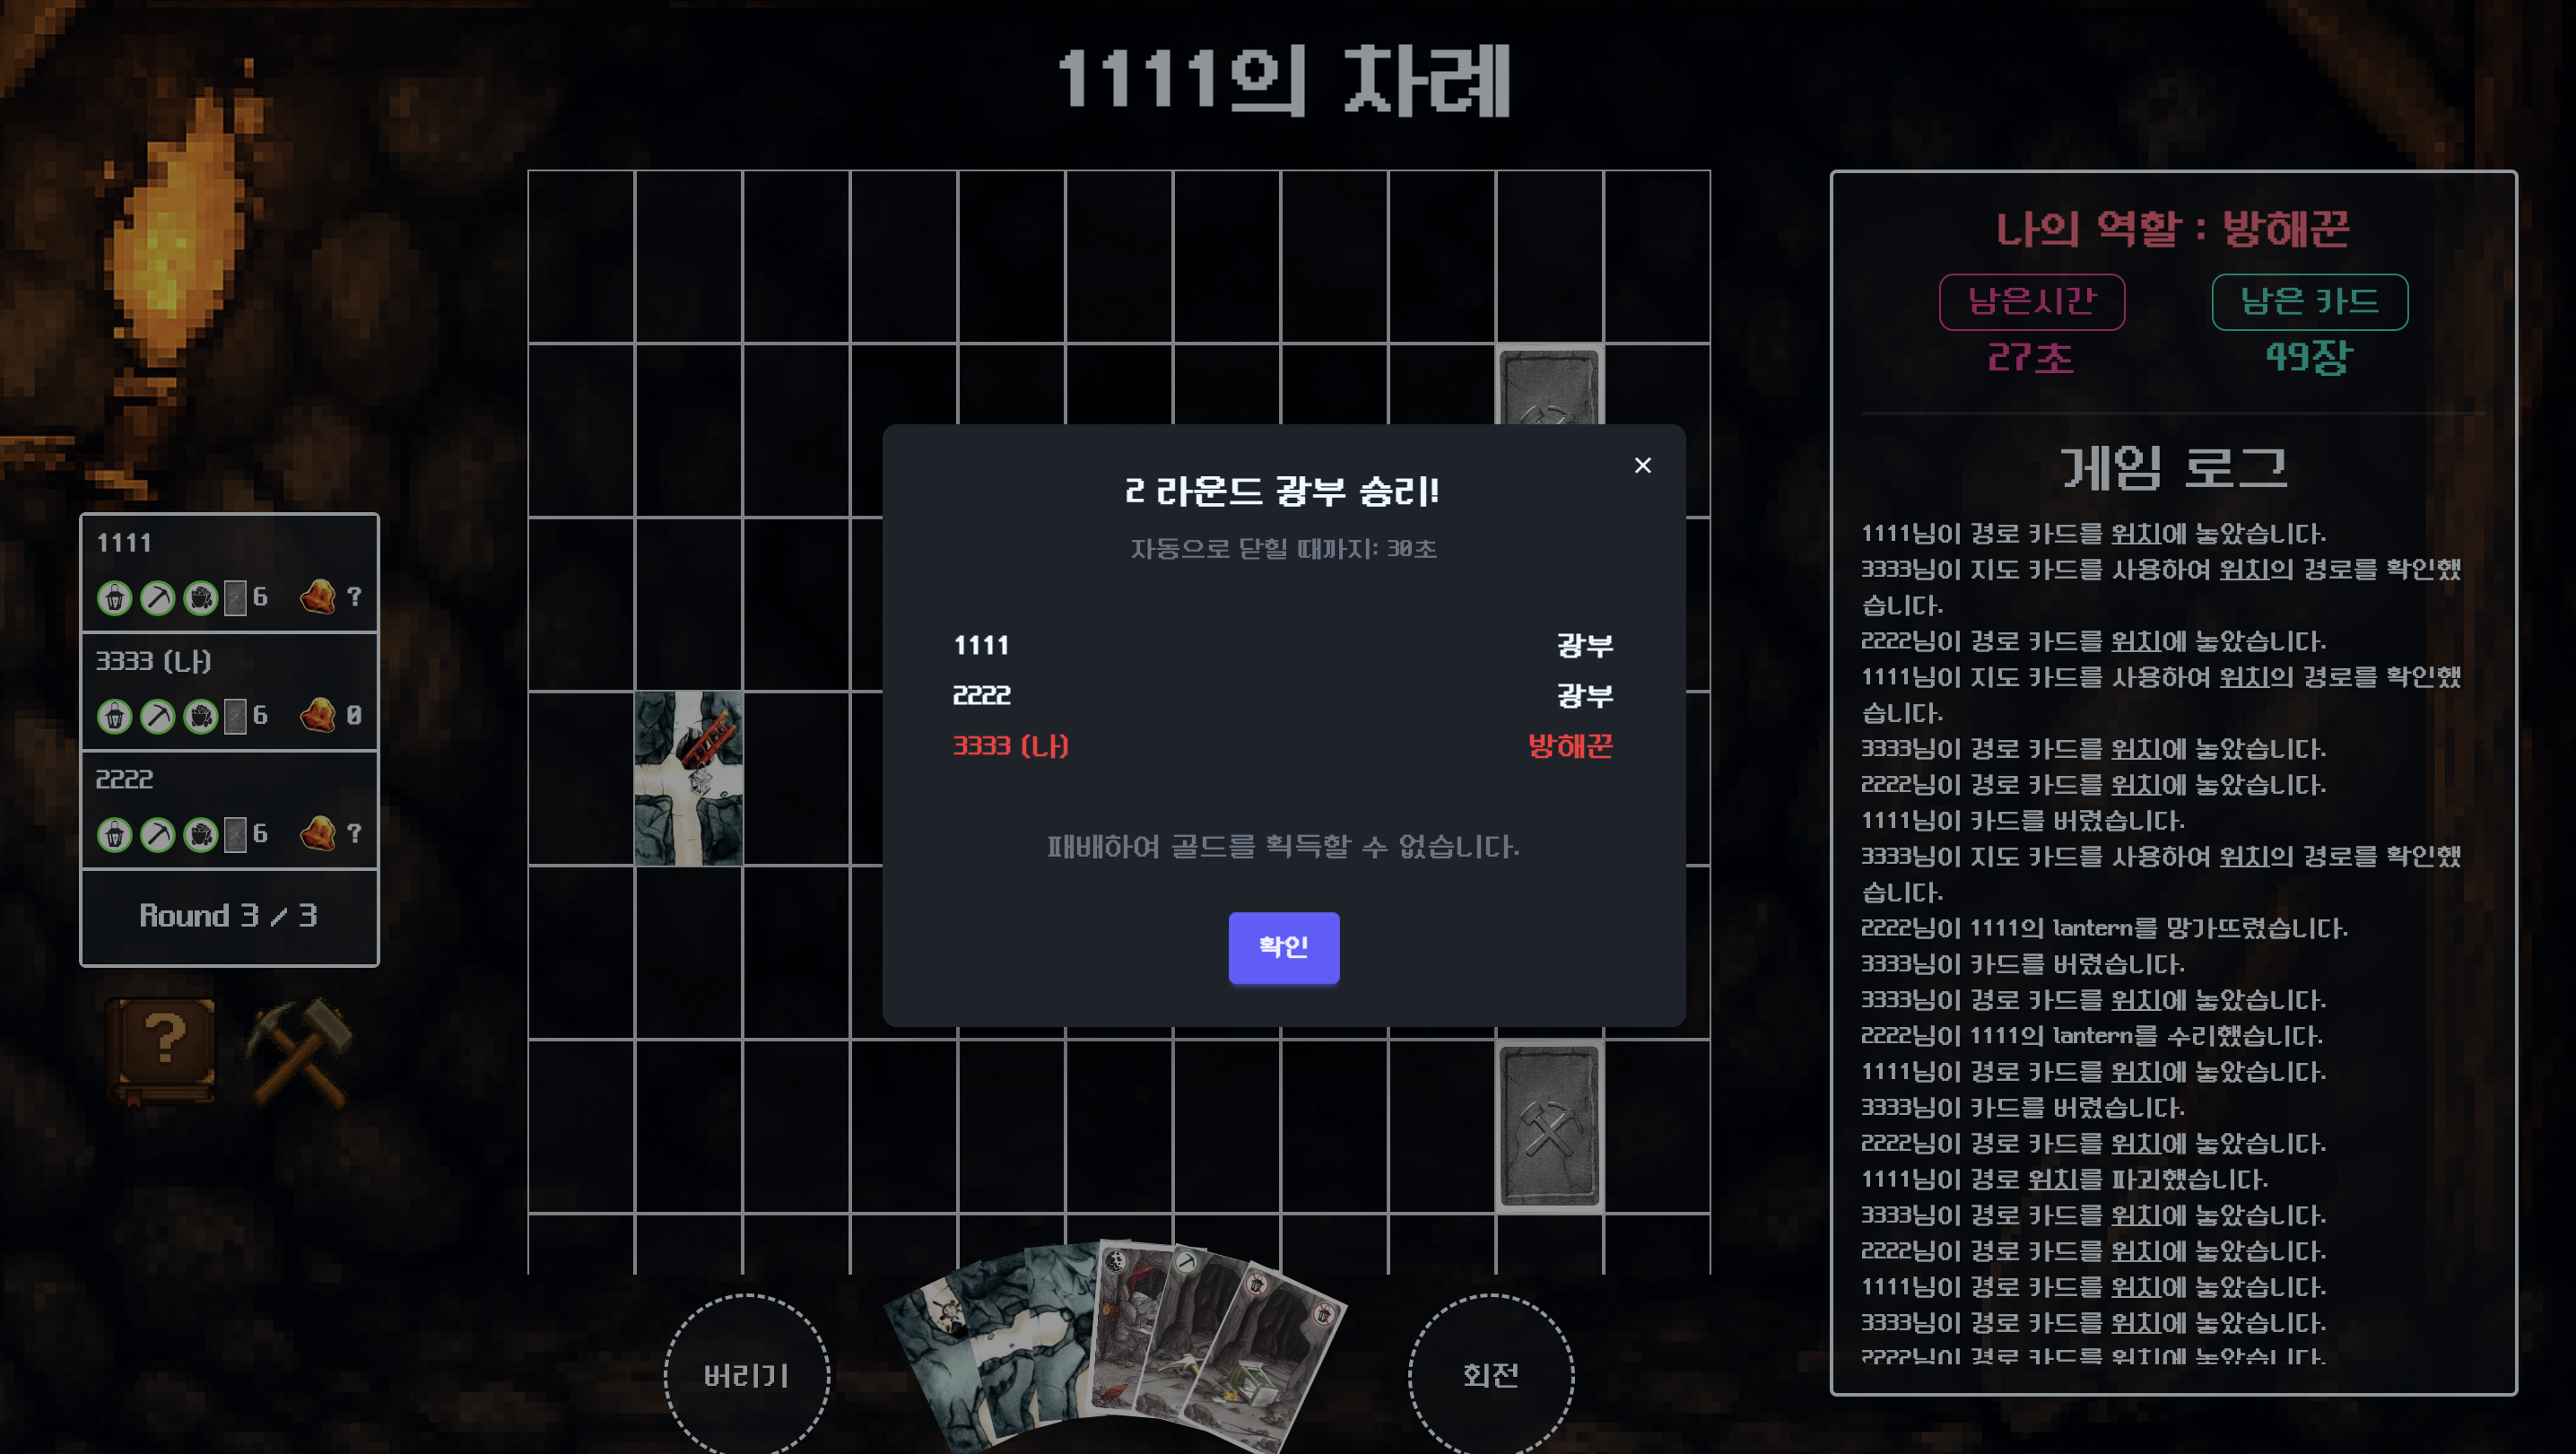 1111의 차례
1111
6 ?
3333 (나)
6 0
2222
6 ?
Round 3 / 3
?
2 라운드 광부 승리!
자동으로 닫힐 때까지: 30초
1111 광부
2222 광부
3333 (나) 방해꾼
패배하여 골드를 획득할 수 없습니다.
확인
버리기
회전
나의 역할 : 방해꾼
남은시간 남은 카드
27초 49장
게임 로그
1111님이 경로 카드를 위치에 놓았습니다.
3333님이 지도 카드를 사용하여 위치의 경로를 확인했
습니다.
2222님이 경로 카드를 위치에 놓았습니다.
1111님이 지도 카드를 사용하여 위치의 경로를 확인했
습니다.
3333님이 경로 카드를 위치에 놓았습니다.
2222님이 경로 카드를 위치에 놓았습니다.
1111님이 카드를 버렸습니다.
3333님이 지도 카드를 사용하여 위치의 경로를 확인했
습니다.
2222님이 1111의 lantern를 망가뜨렸습니다.
3333님이 카드를 버렸습니다.
3333님이 경로 카드를 위치에 놓았습니다.
2222님이 1111의 lantern를 수리했습니다.
1111님이 경로 카드를 위치에 놓았습니다.
3333님이 카드를 버렸습니다.
2222님이 경로 카드를 위치에 놓았습니다.
1111님이 경로 위치를 파괴했습니다.
3333님이 경로 카드를 위치에 놓았습니다.
2222님이 경로 카드를 위치에 놓았습니다.
1111님이 경로 카드를 위치에 놓았습니다.
3333님이 경로 카드를 위치에 놓았습니다.
2222님이 경로 카드를 위치에 놓았습니다.